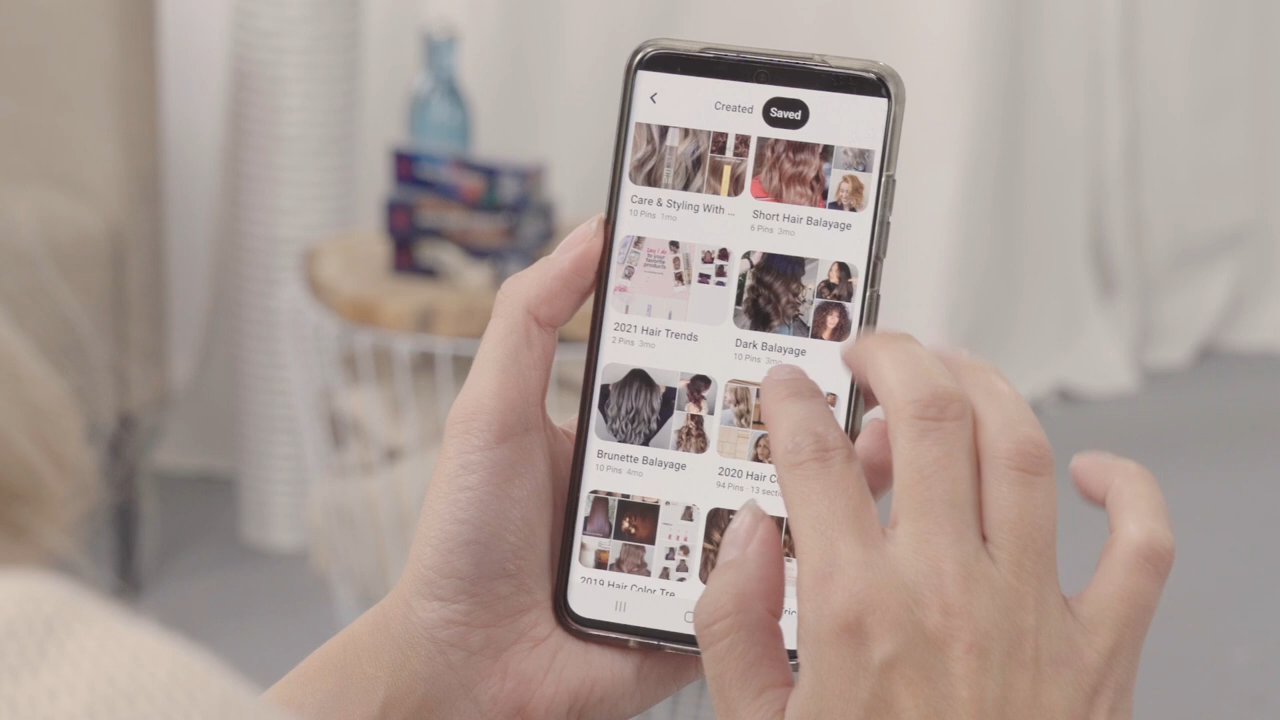 Created Saved
Care & Styling With ...
10 Pins 1mo
Short Hair Balayage
6 Pins 3mo
2021 Hair Trends
2 Pins 3mo
Dark Balayage
10 Pins 3mo
Brunette Balayage
10 Pins 4mo
2020 Hair C
94 Pins · 13 secti
2019 Hair Color Tre